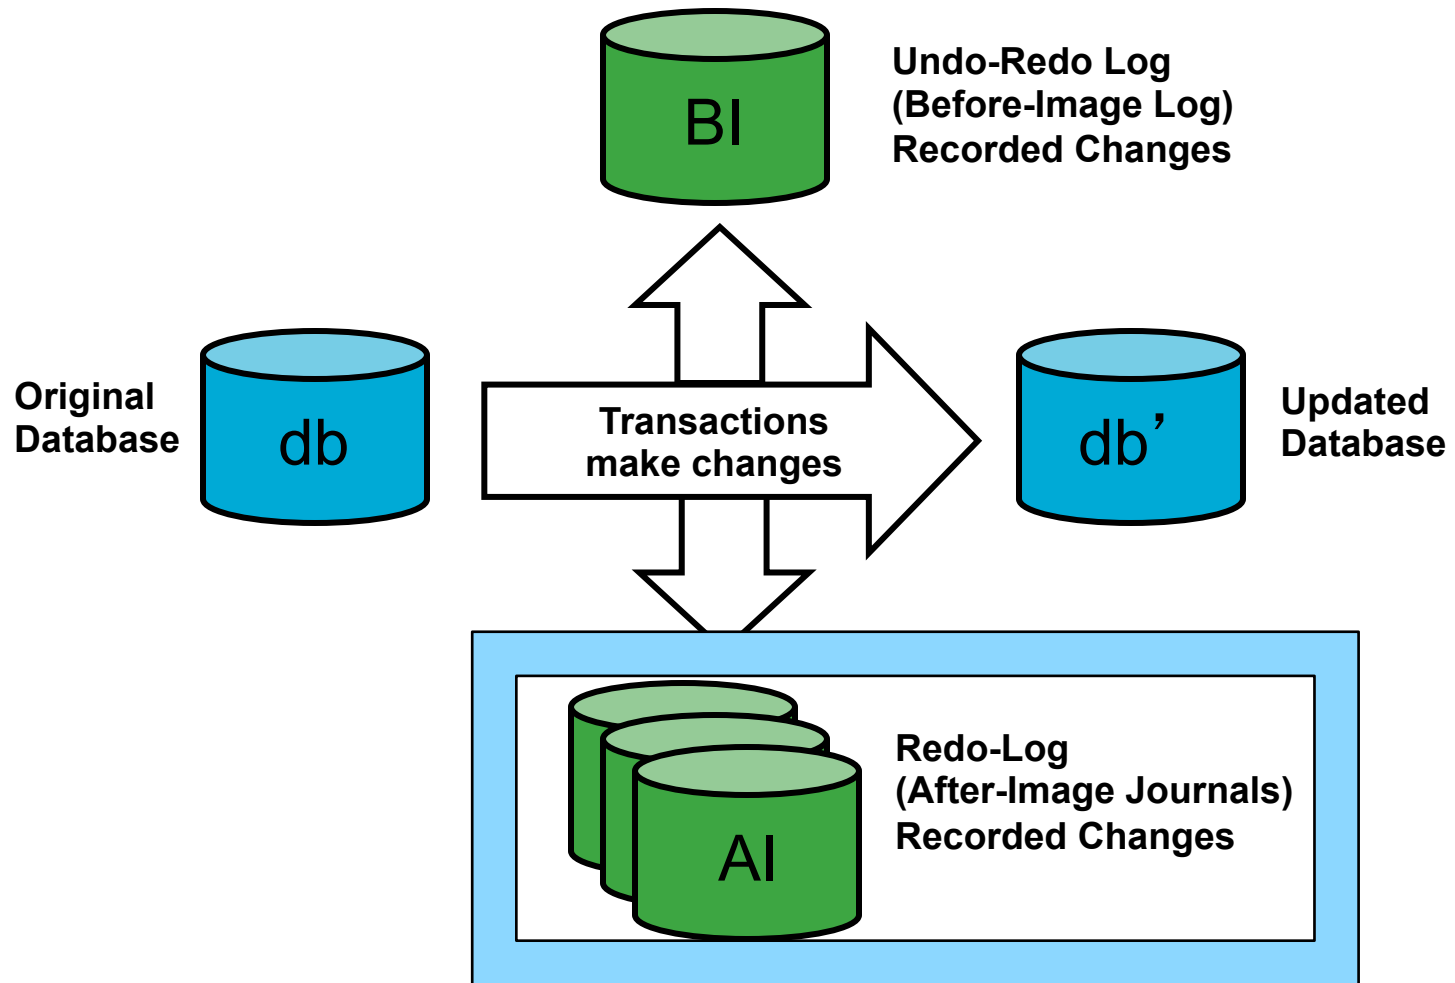 BI
Undo-Redo Log
(Before-Image Log)
Recorded Changes
Original
Database
db
Transactions
make changes
db’
Updated
Database
AI
Redo-Log
(After-Image Journals)
Recorded Changes